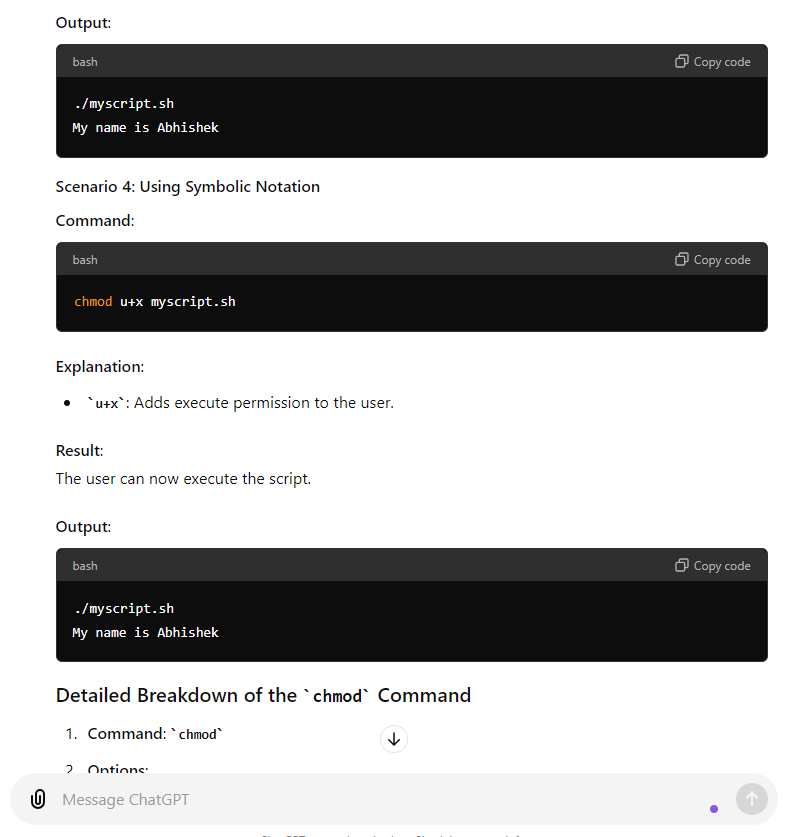 Output:
bash
Copy code
./myscript.sh
My name is Abhishek
Scenario 4: Using Symbolic Notation
Command:
bash
Copy code
chmod u+x myscript.sh
Explanation:
• `u+x`: Adds execute permission to the user.
Result:
The user can now execute the script.
Output:
bash
Copy code
./myscript.sh
My name is Abhishek
Detailed Breakdown of the `chmod` Command
1. Command: `chmod`
2. Options:
Message ChatGPT